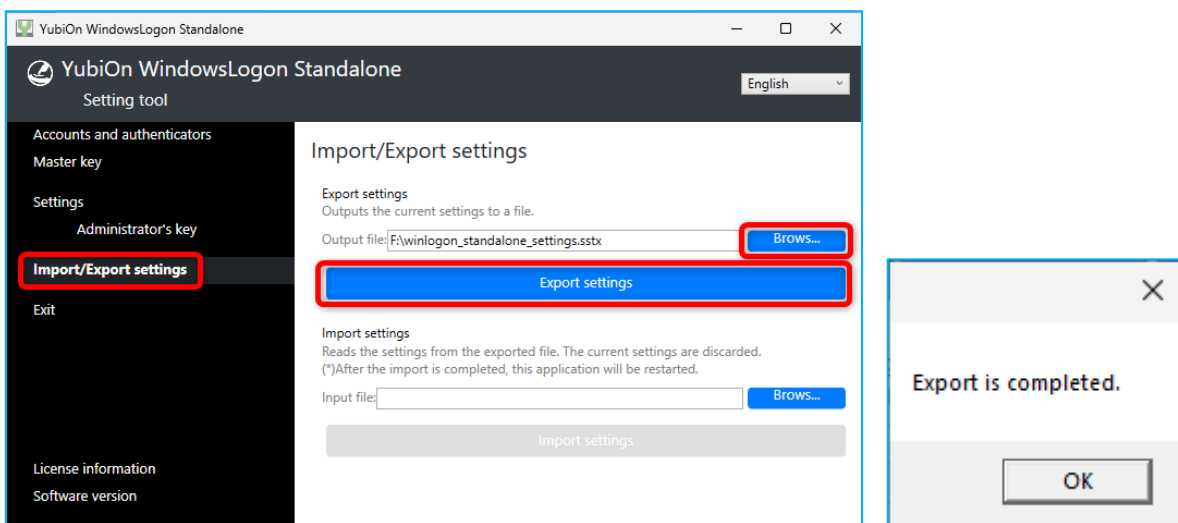 YubiOn WindowsLogon Standalone
YubiOn WindowsLogon Standalone
Setting tool
English
Accounts and authenticators
Master key
Settings
Administrator's key
Import/Export settings
Exit
License information
Software version
Import/Export settings
Export settings
Outputs the current settings to a file.
Output file: F:\winlogon_standalone_settings.sstx Brows...
Export settings
Import settings
Reads the settings from the exported file. The current settings are discarded.
(*)After the import is completed, this application will be restarted.
Input file: Brows...
Import settings
Export is completed.
OK